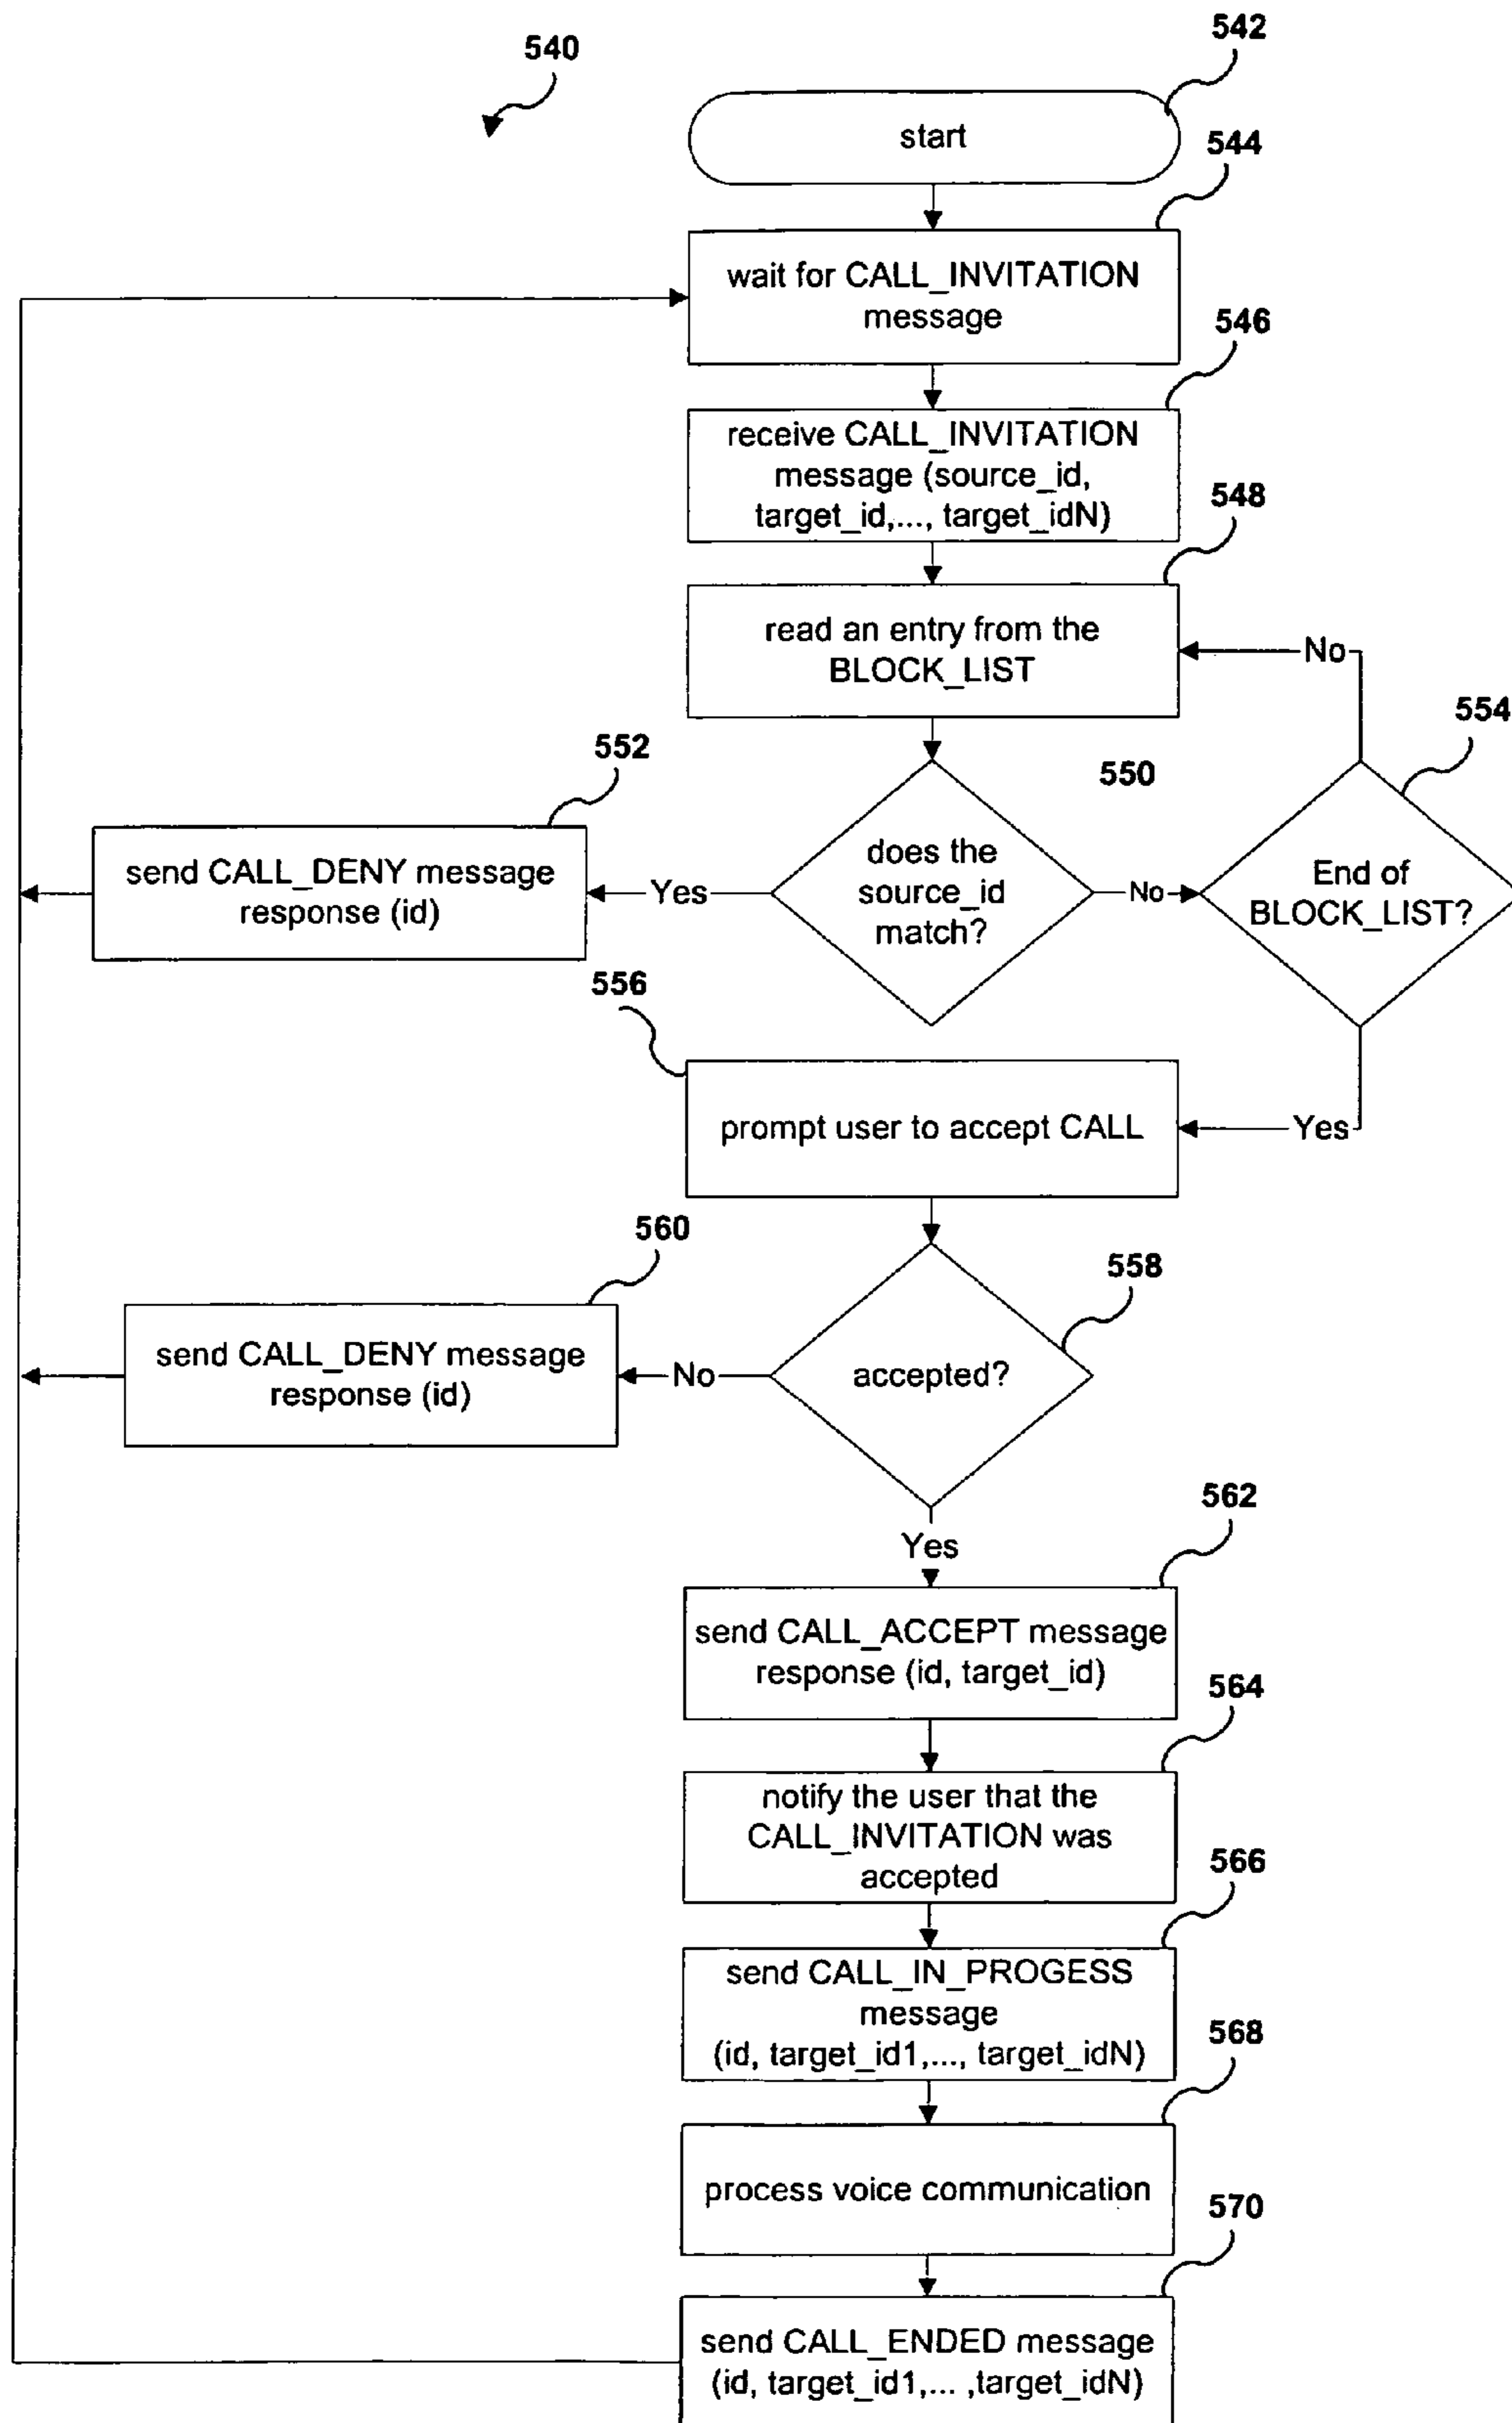 540
542
start
544
wait for CALL_INVITATION
message
546
receive CALL_INVITATION
message (source_id,
target_id,..., target_idN)
548
read an entry from the
BLOCK_LIST
No
554
552
550
send CALL_DENY message
response (id)
Yes
does the
source_id
match?
No
End of
BLOCK_LIST?
556
prompt user to accept CALL
Yes
560
558
send CALL_DENY message
response (id)
No
accepted?
562
Yes
send CALL_ACCEPT message
response (id, target_id)
564
notify the user that the
CALL_INVITATION was
accepted
566
send CALL_IN_PROGESS
message
(id, target_id1,..., target_idN)
568
process voice communication
570
send CALL_ENDED message
(id, target_id1,... ,target_idN)